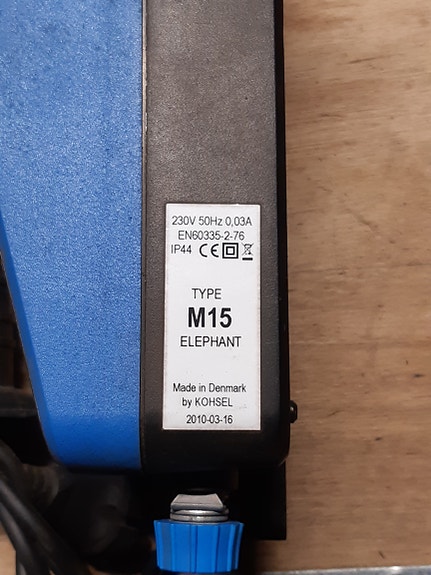 230V 50Hz 0,03A
EN60335-2-76
IP44 CE
TYPE
M15
ELEPHANT
Made in Denmark
by KOHSEL
2010-03-16